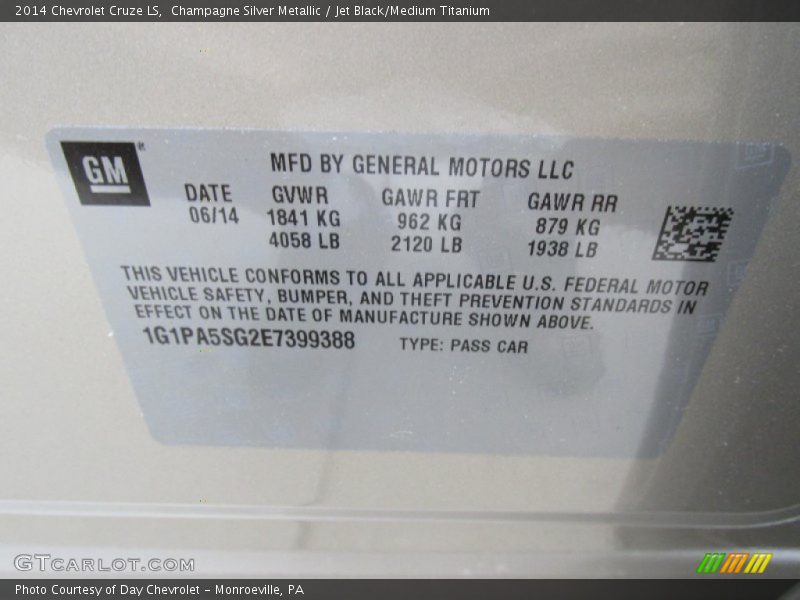 2014 Chevrolet Cruze LS,  Champagne Silver Metallic / Jet Black/Medium Titanium
GM
MFD BY GENERAL MOTORS LLC
DATE GVWR GAWR FRT GAWR RR
06/14 1841 KG 962 KG 879 KG
4058 LB 2120 LB 1938 LB
THIS VEHICLE CONFORMS TO ALL APPLICABLE U.S. FEDERAL MOTOR
VEHICLE SAFETY, BUMPER, AND THEFT PREVENTION STANDARDS IN
EFFECT ON THE DATE OF MANUFACTURE SHOWN ABOVE.
1G1PA5SG2E7399388 TYPE: PASS CAR
GTCARLOT.COM
Photo Courtesy of Day Chevrolet - Monroeville, PA